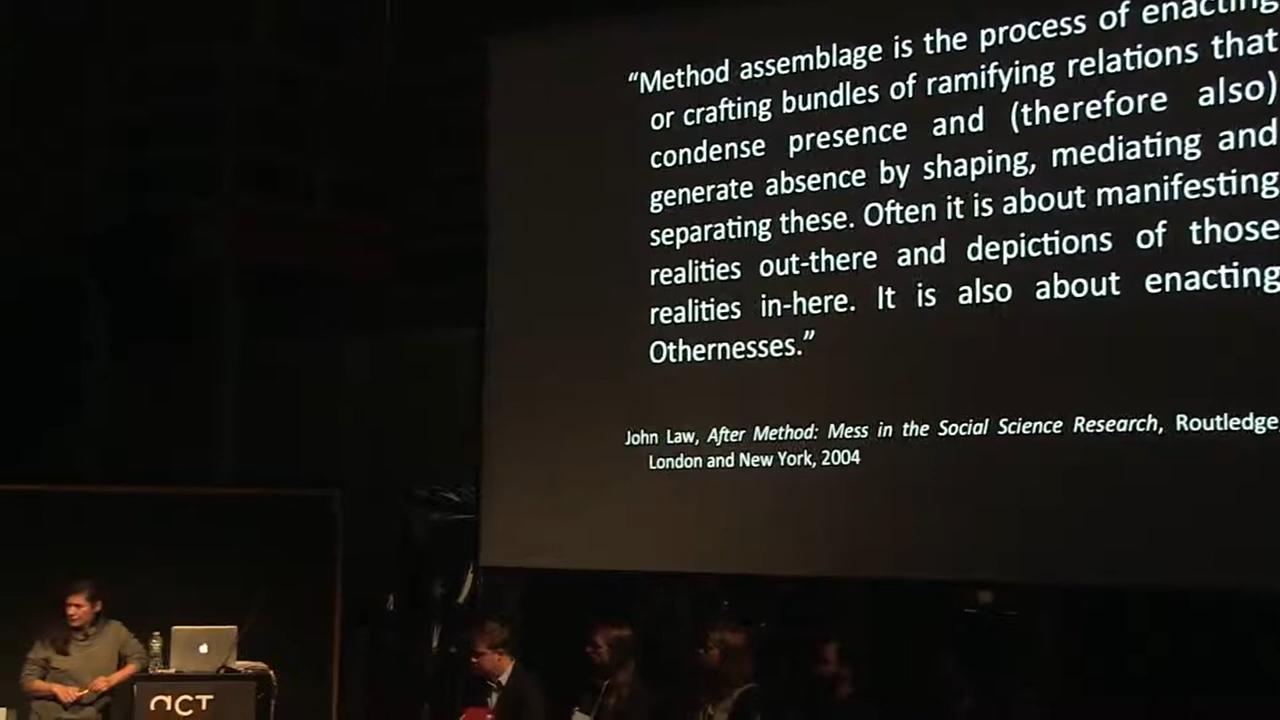 “Method assemblage is the process of enacting
or crafting bundles of ramifying relations that
condense presence and (therefore also)
generate absence by shaping, mediating and
separating these. Often it is about manifesting
realities out-there and depictions of those
realities in-here. It is also about enacting
Othernesses.”
John Law, After Method: Mess in the Social Science Research, Routledge
London and New York, 2004
act